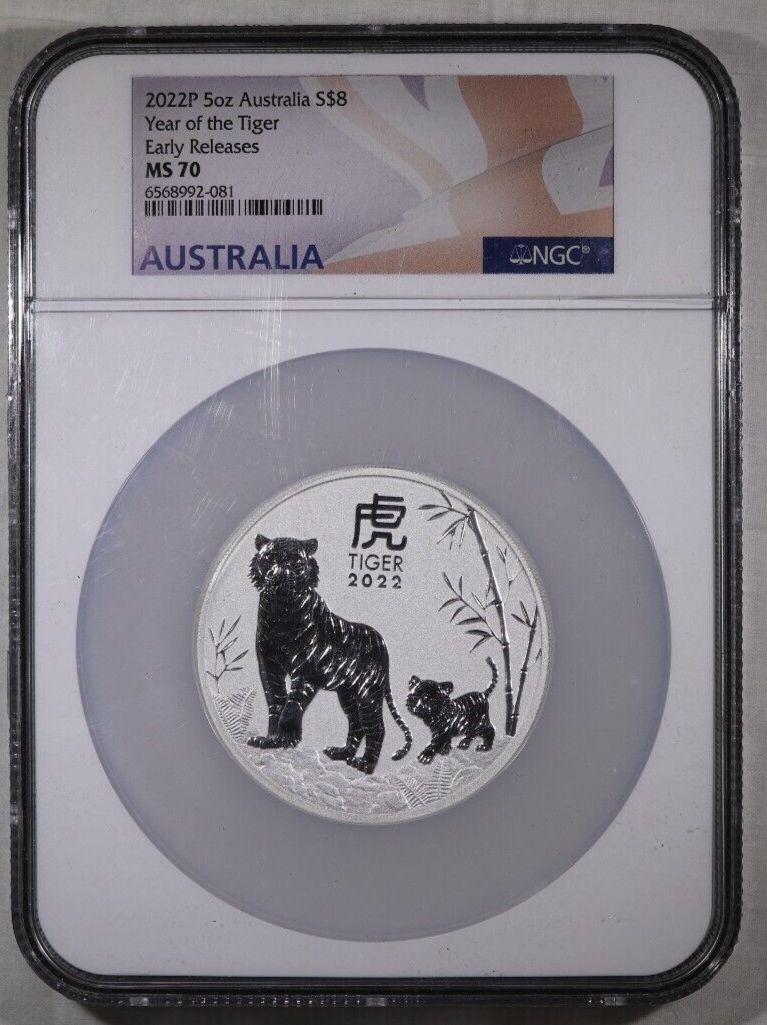 2022P 5oz Australia S$8
Year of the Tiger
Early Releases
MS 70
6568992-081
AUSTRALIA
NGC®
虎
TIGER
2022